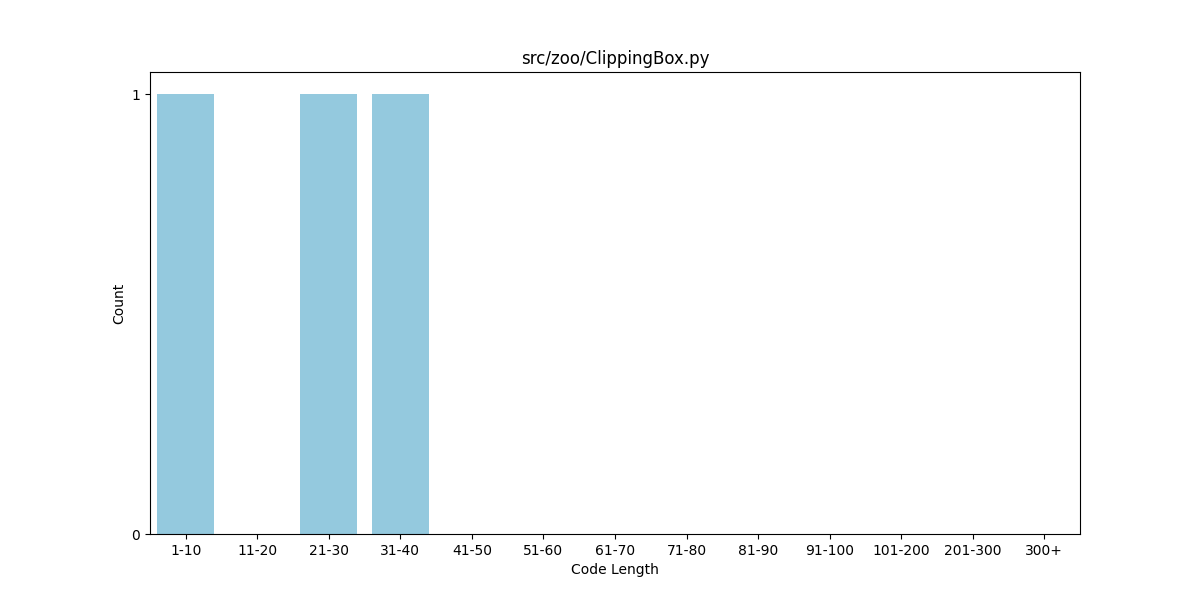 src/zoo/ClippingBox.py
1
0
Count
1-10 11-20 21-30 31-40 41-50 51-60 61-70 71-80 81-90 91-100 101-200 201-300 300+
Code Length